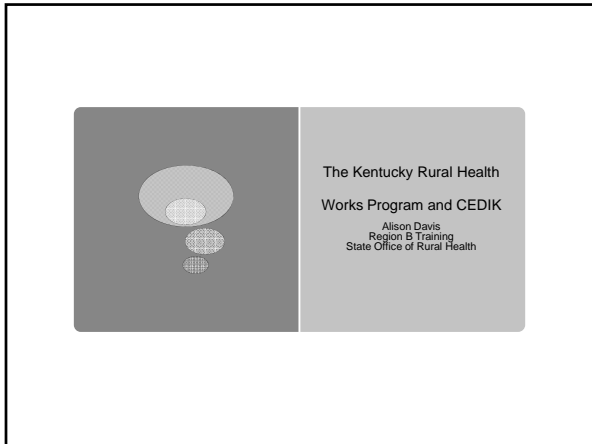 The Kentucky Rural Health
Works Program and CEDIK
Alison Davis
Region B Training
State Office of Rural Health